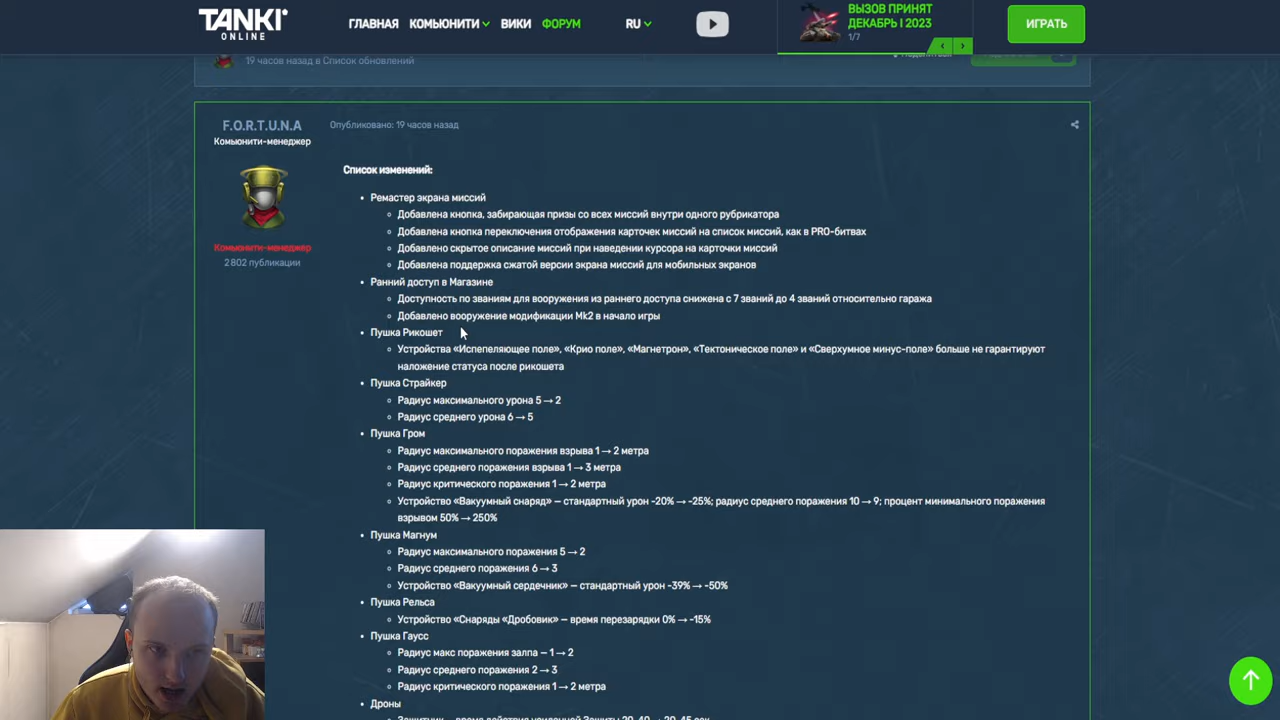 TANKI
ONLINE
ГЛАВНАЯ
КОМЬЮНИТИ
ВИКИ
ФОРУМ
RU
ВЫЗОВ ПРИНЯТ
ДЕКАБРЬ I 2023
1/7
ИГРАТЬ
19 часов назад в Список обновлений
F.O.R.T.U.N.A
Комьюнити-менеджер
Опубликовано: 19 часов назад
Комьюнити-менеджер
2 802 публикации
Список изменений:
Ремастер экрана миссий
Добавлена кнопка, забирающая призы со всех миссий внутри одного рубрикатора
Добавлена кнопка переключения отображения карточек миссий на список миссий, как в PRO-битвах
Добавлено скрытое описание миссий при наведении курсора на карточки миссий
Добавлена поддержка сжатой версии экрана миссий для мобильных экранов
Ранний доступ в Магазине
Доступность по званиям для вооружения из раннего доступа снижена с 7 званий до 4 званий относительно гаража
Добавлено вооружение модификации Mk2 в начало игры
Пушка Рикошет
Устройства «Испепеляющее поле», «Крио поле», «Магнетрон», «Тектоническое поле» и «Сверхумное минус-поле» больше не гарантируют
наложение статуса после рикошета
Пушка Страйкер
Радиус максимального урона 5 → 2
Радиус среднего урона 6 → 5
Пушка Гром
Радиус максимального поражения взрыва 1 → 2 метра
Радиус среднего поражения взрыва 1 → 3 метра
Радиус критического поражения 1 → 2 метра
Устройство «Вакуумный снаряд» — стандартный урон -20% → -25%; радиус среднего поражения 10 → 9; процент минимального поражения
взрывом 50% → 250%
Пушка Магнум
Радиус максимального поражения 5 → 2
Радиус среднего поражения 6 → 3
Устройство «Вакуумный сердечник» — стандартный урон -39% → -50%
Пушка Рельса
Устройство «Снаряды «Дробовик» — время перезарядки 0% → -15%
Пушка Гаусс
Радиус макс поражения залпа — 1 → 2
Радиус среднего поражения 2 → 3
Радиус критического поражения 1 → 2 метра
Дроны